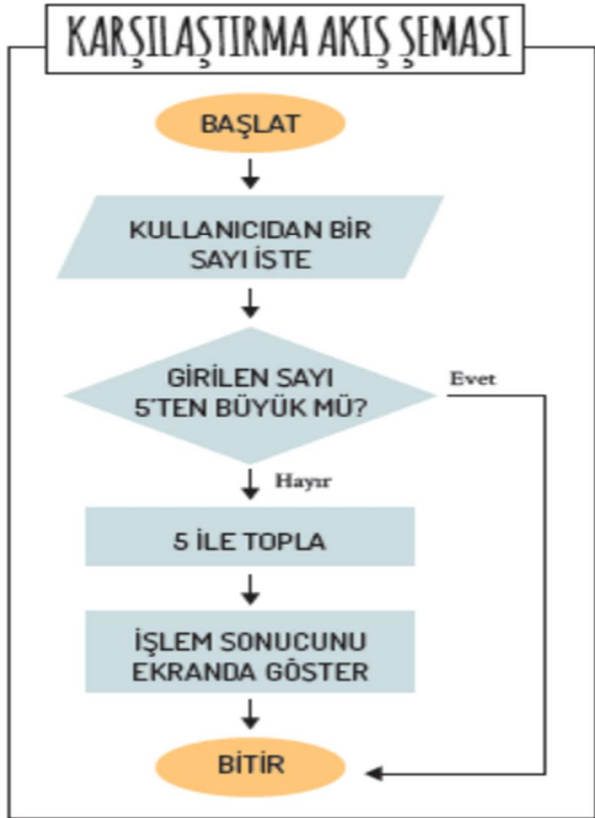 KARŞILAŞTIRMA AKIŞ ŞEMASI
BAŞLAT
KULLANICIDAN BİR
SAYI İSTE
GİRİLEN SAYI
5'TEN BÜYÜK MÜ?
Evet
Hayır
5 İLE TOPLA
İŞLEM SONUCUNU
EKRANDA GÖSTER
BİTİR